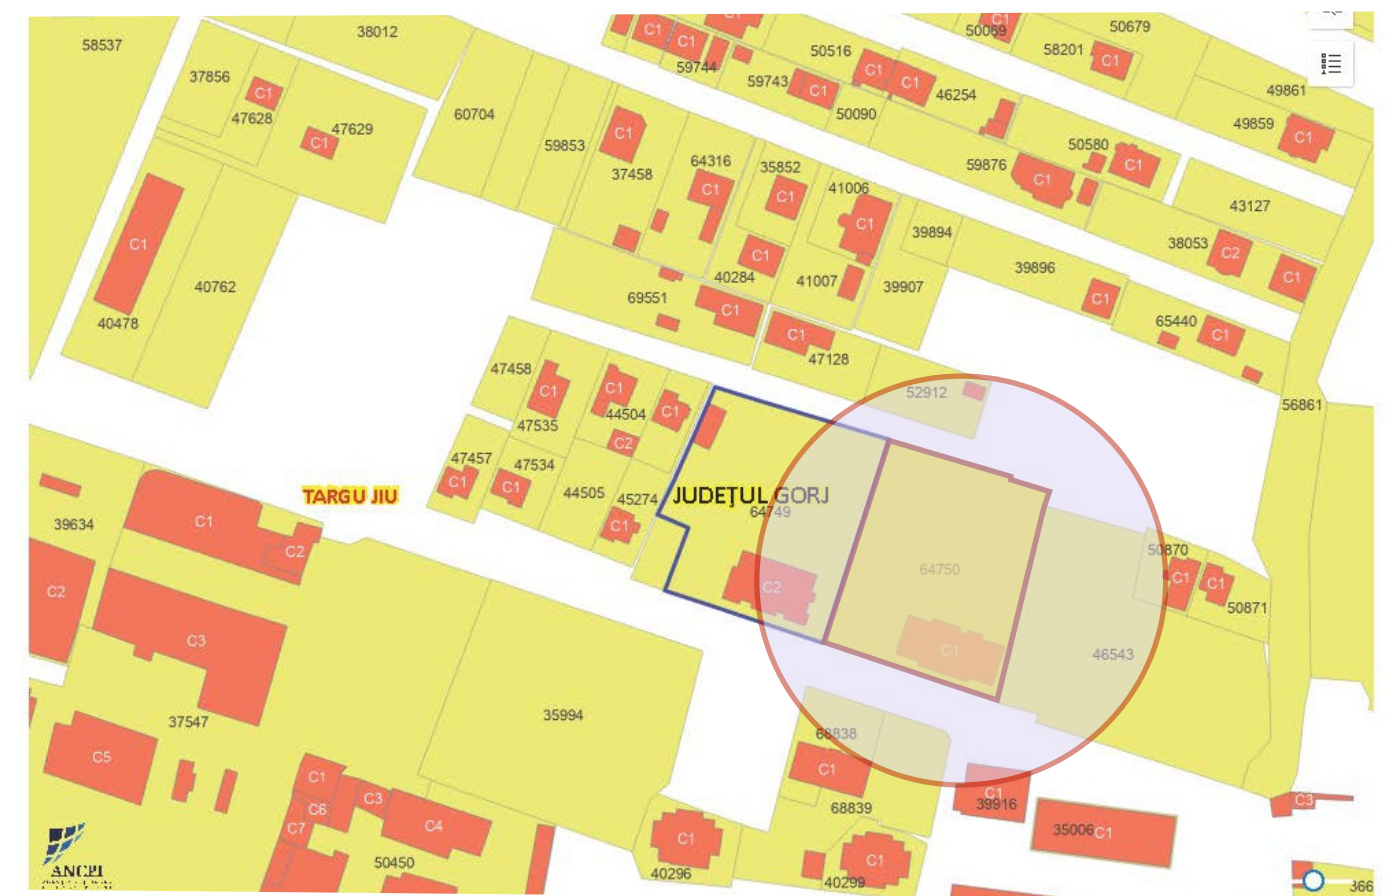 58537
38012
37856
C1
47628
C1
47629
60704
59853
C1
37458
C1
C1
C1
59744
59743
C1
50516
C1
C1
46254
50090
C1
50069
50679
58201
C1
49861
49859
C1
50580
C1
59876
C1
43127
38053
C2
C1
64316
C1
35852
C1
41006
C1
39894
39896
C1
40284
C1
41007
39907
65440
C1
C1
40762
40478
69551
C1
C1
47128
52912
56861
47458
C1
47535
C1
44504
C2
C1
47457
C1
47534
C1
44505
45274
C1
TARGU JIU
JUDEȚUL GORJ
64749
C2
64750
C1
50870
C1
C1
50871
46543
39634
C1
C2
C2
C3
37547
C5
35994
C1
C6
C7
C3
C4
50450
68838
C1
68839
C1
39916
35006 C1
C3
C1
40296
C1
40299
366
ANCPI